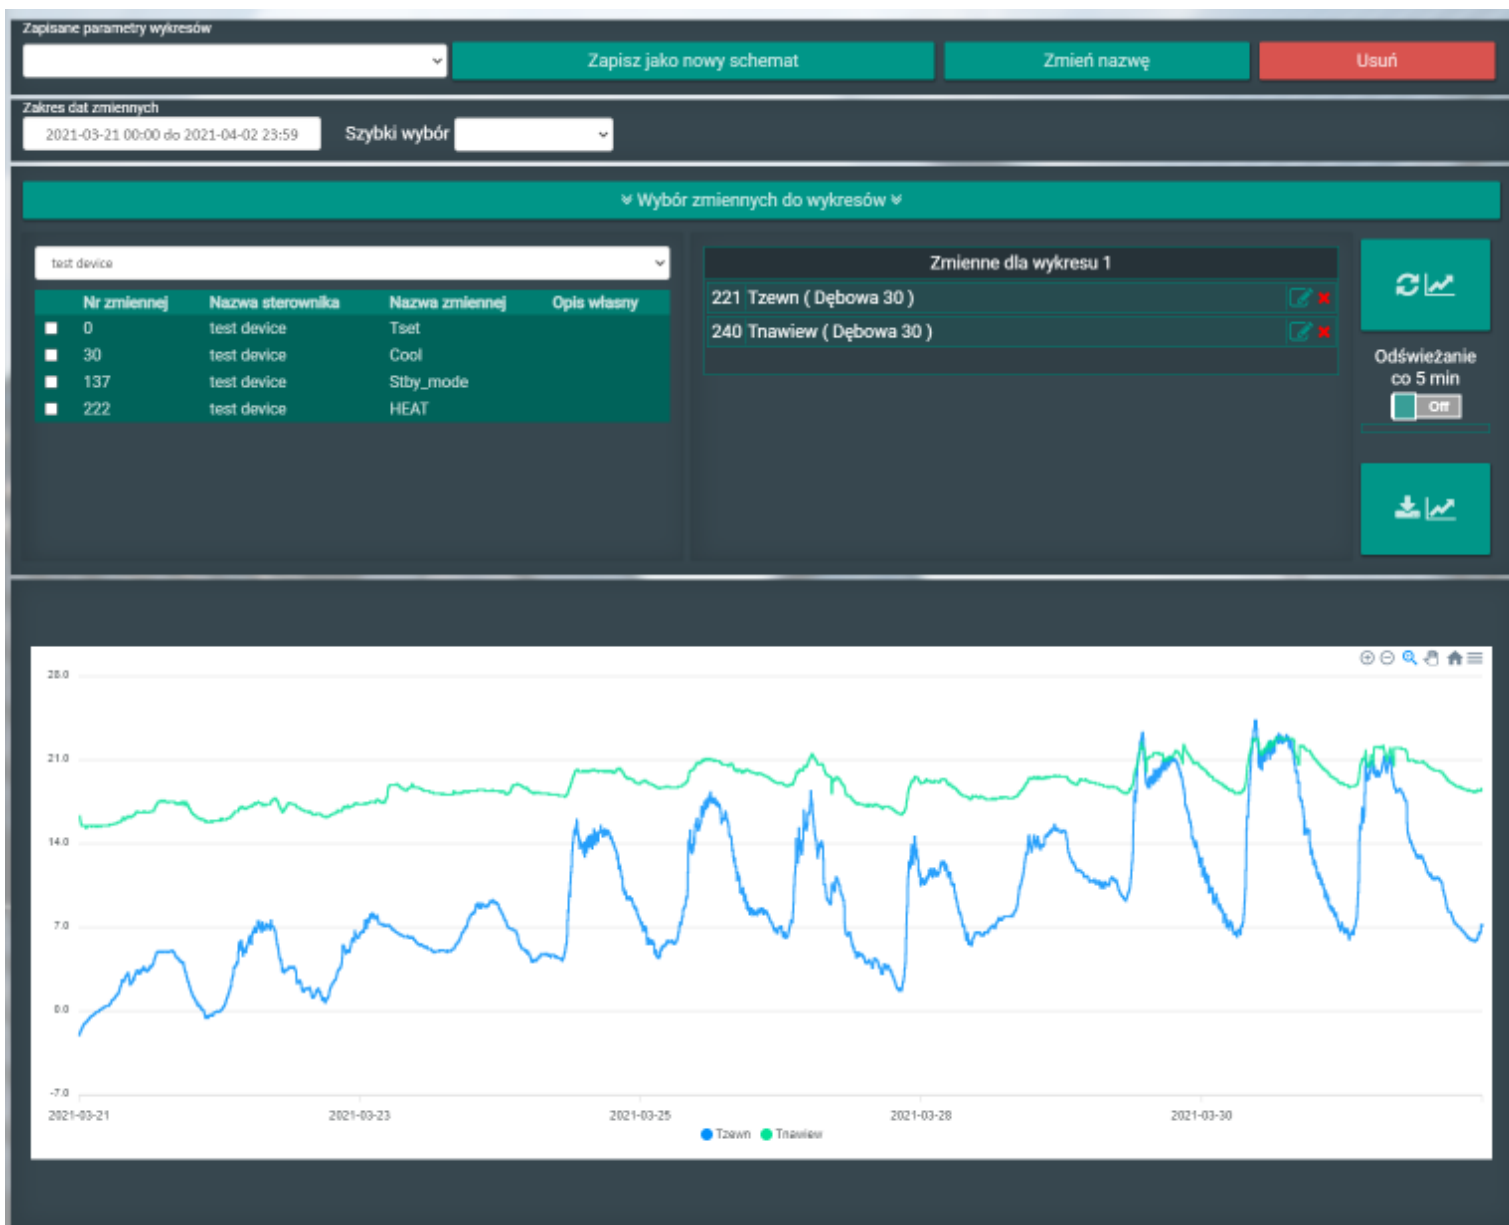 Zapisane parametry wykresów
Zapisz jako nowy schemat
Zmień nazwę
Usuń
Zakres dat zmiennych
2021-03-21 00:00 do 2021-04-02 23:59
Szybki wybór
Wybór zmiennych do wykresów
test device
Nr zmiennej Nazwa sterownika Nazwa zmiennej Opis własny
0 test device Tset
30 test device Cool
137 test device Stby_mode
222 test device HEAT
Zmienne dla wykresu 1
221 Tzewn ( Dębowa 30 )
240 Tnawiew ( Dębowa 30 )
Odświeżanie
co 5 min
Off
28.0
21.0
14.0
7.0
0.0
-7.0
2021-03-21 2021-03-23 2021-03-25 2021-03-28 2021-03-30
Tzewn Tnawiew